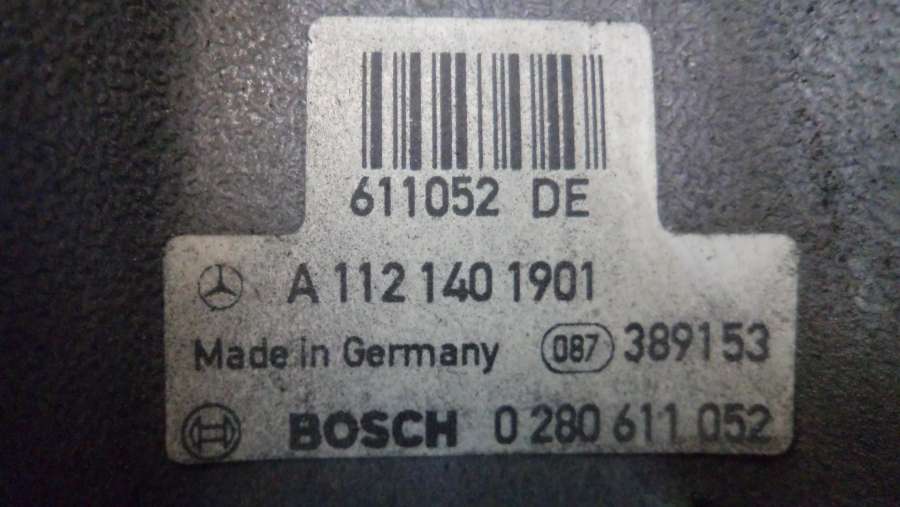 611052 DE
A 112 140 1901
Made in Germany 087 389153
BOSCH 0 280 611 052